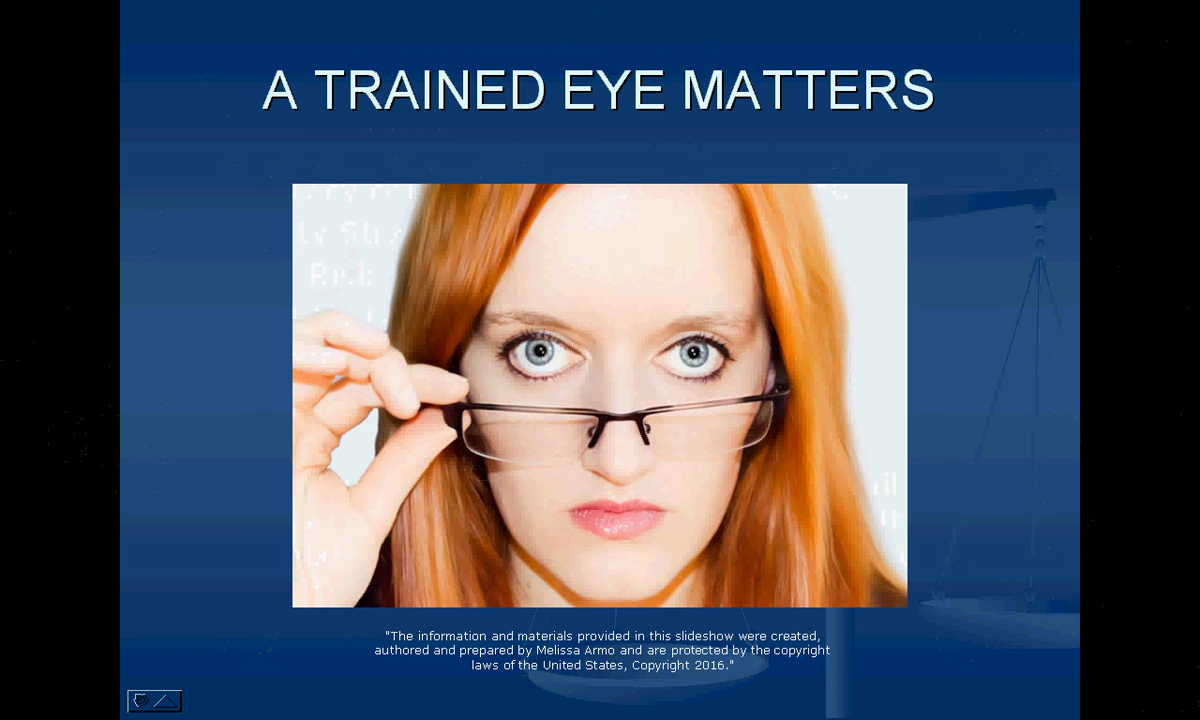 A TRAINED EYE MATTERS
"The information and materials provided in this slideshow were created,
authored and prepared by Melissa Armo and are protected by the copyright
laws of the United States, Copyright 2016."